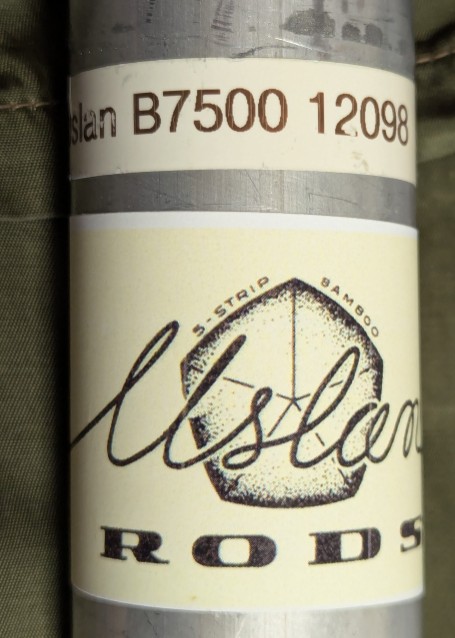 slan B7500 12098
5-STRIP BAMBOO
Uslan
RODS